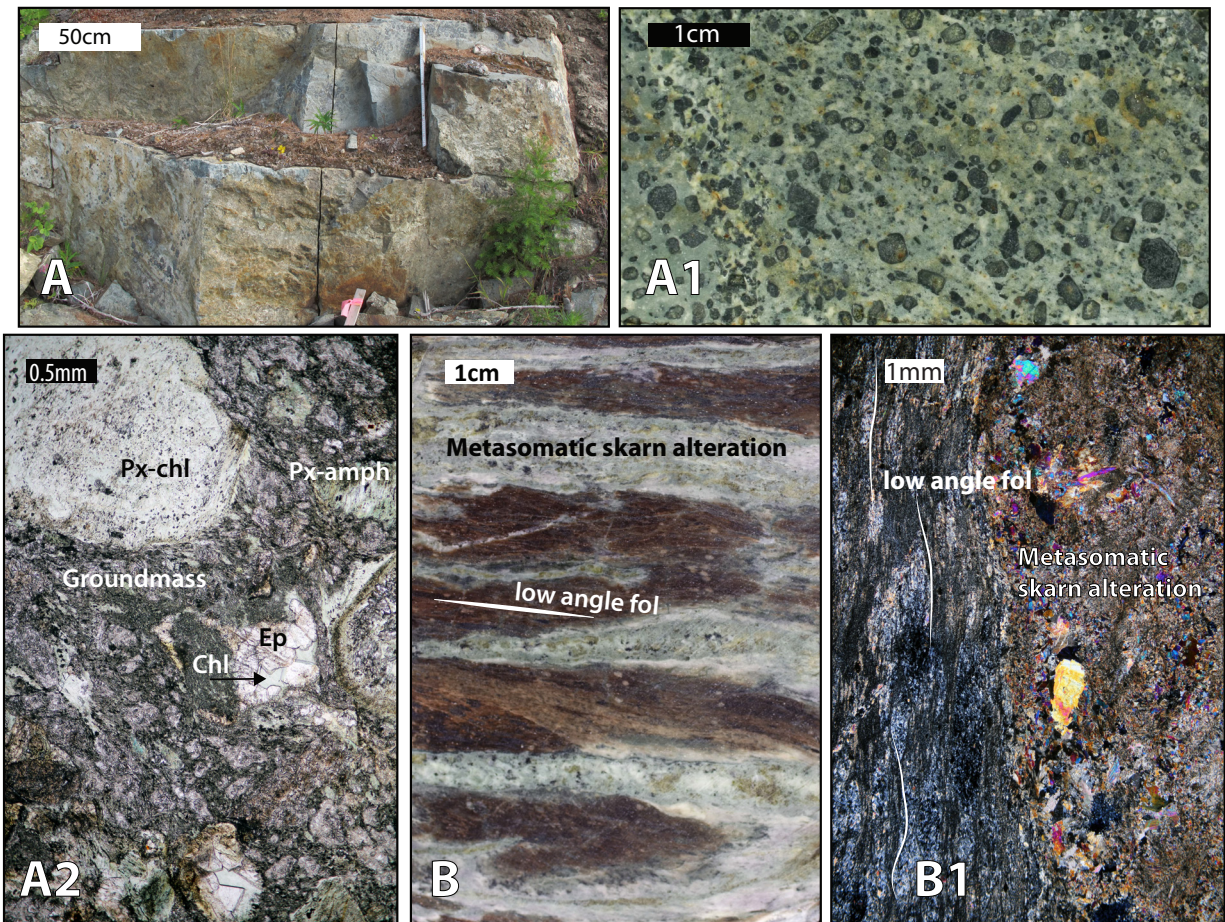 50cm
A
1cm
A1
0.5mm
Px-chl
Px-amph
Groundmass
Ep
Chl
A2
1cm
Metasomatic skarn alteration
low angle fol
B
1mm
low angle fol
Metasomatic
skarn alteration
B1